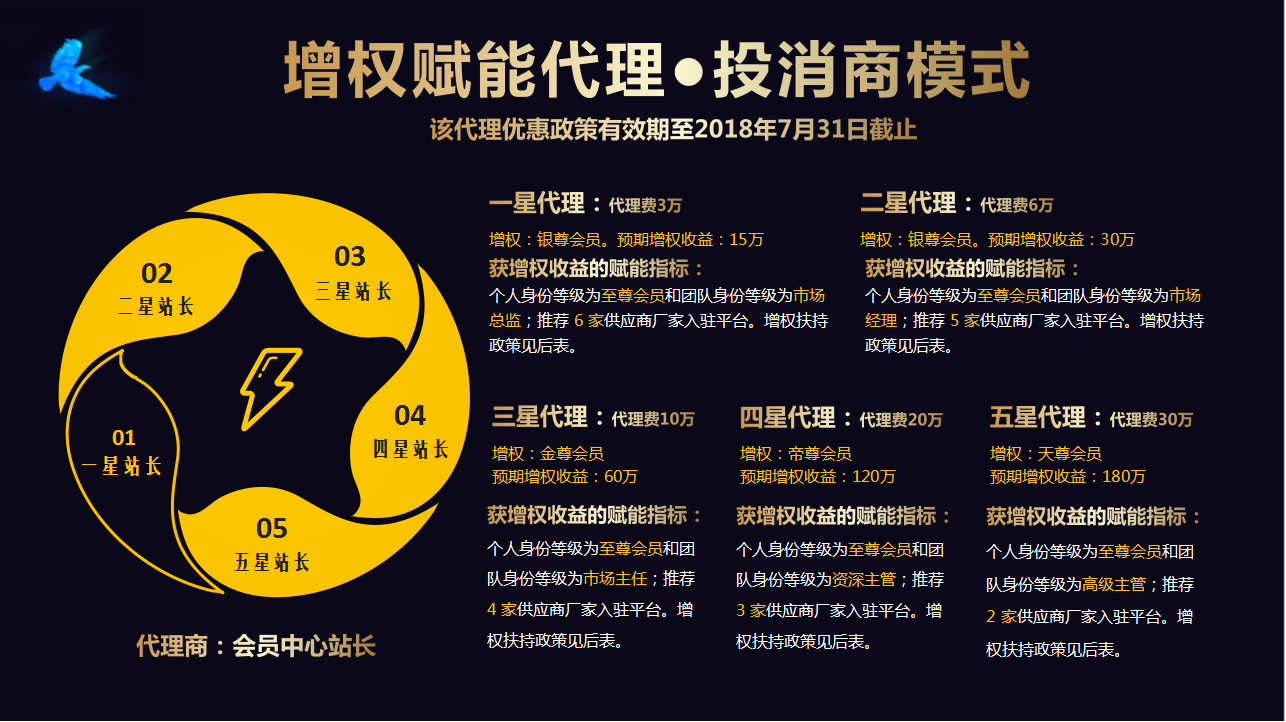 增权赋能代理●投消商模式
该代理优惠政策有效期至2018年7月31日截止
02
二星站长
03
三星站长
04
四星站长
01
一星站长
05
五星站长
代理商：会员中心站长
一星代理：代理费3万
增权：银尊会员。预期增权收益：15万
获增权收益的赋能指标：
个人身份等级为至尊会员和团队身份等级为市场
总监；推荐 6 家供应商厂家入驻平台。增权扶持
政策见后表。
二星代理：代理费6万
增权：银尊会员。预期增权收益：30万
获增权收益的赋能指标：
个人身份等级为至尊会员和团队身份等级为市场
经理；推荐 5 家供应商厂家入驻平台。增权扶持
政策见后表。
三星代理：代理费10万
增权：金尊会员
预期增权收益：60万
获增权收益的赋能指标：
个人身份等级为至尊会员和团
队身份等级为市场主任；推荐
4 家供应商厂家入驻平台。增
权扶持政策见后表。
四星代理：代理费20万
增权：帝尊会员
预期增权收益：120万
获增权收益的赋能指标：
个人身份等级为至尊会员和团
队身份等级为资深主管；推荐
3 家供应商厂家入驻平台。增
权扶持政策见后表。
五星代理：代理费30万
增权：天尊会员
预期增权收益：180万
获增权收益的赋能指标：
个人身份等级为至尊会员和团
队身份等级为高级主管；推荐
2 家供应商厂家入驻平台。增
权扶持政策见后表。